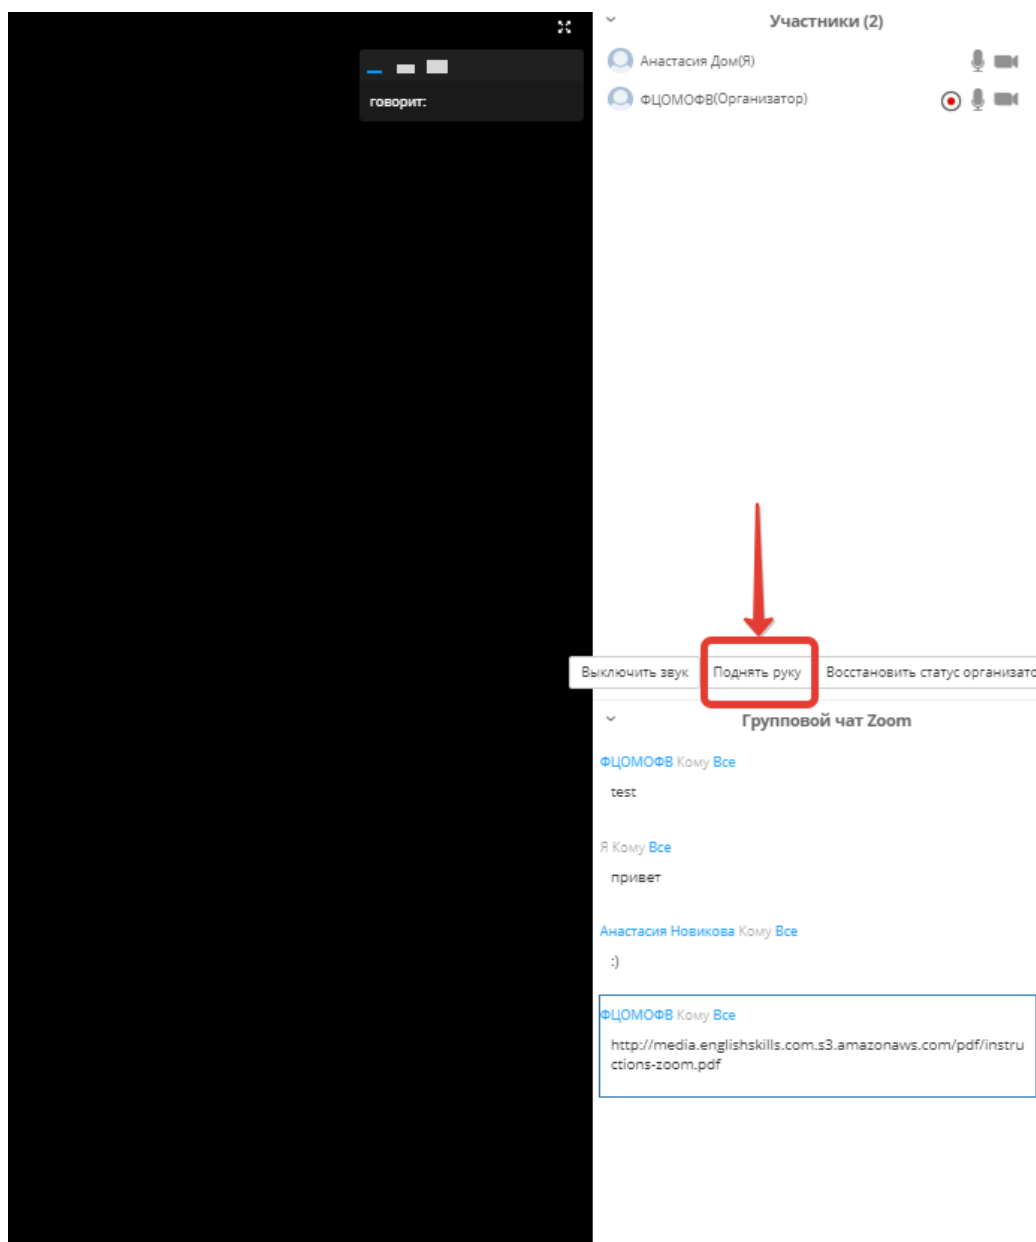 Участники (2)
говорит:
Анастасия Дом(Я)
ФЦОМОФВ(Организатор)
Выключить звук
Поднять руку
Восстановить статус организато
Групповой чат Zoom
ФЦОМОФВ Кому Все
test
Я Кому Все
привет
Анастасия Новикова Кому Все
:)
ФЦОМОФВ Кому Все
http://media.englishskills.com.s3.amazonaws.com/pdf/instru
ctions-zoom.pdf